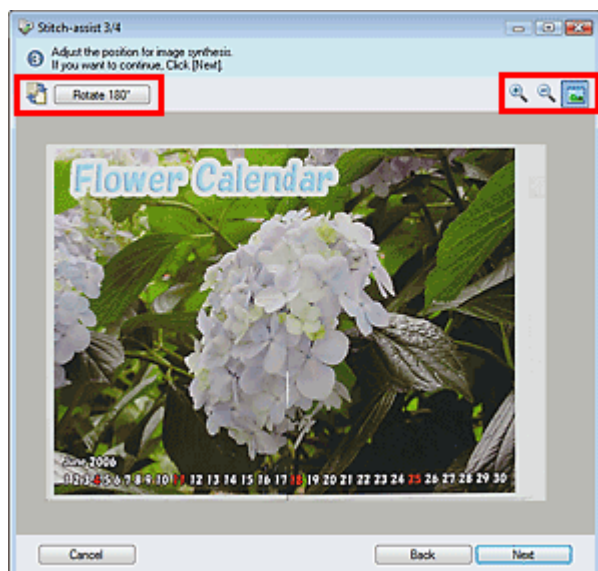 Stitch-assist 3/4
3 Adjust the position for image synthesis.
If you want to continue, Click [Next].
Rotate 180°
Flower Calendar
June 2006
1 2 3 4 5 6 7 8 9 10 11 12 13 14 15 16 17 18 19 20 21 22 23 24 25 26 27 28 29 30
Cancel Back Next